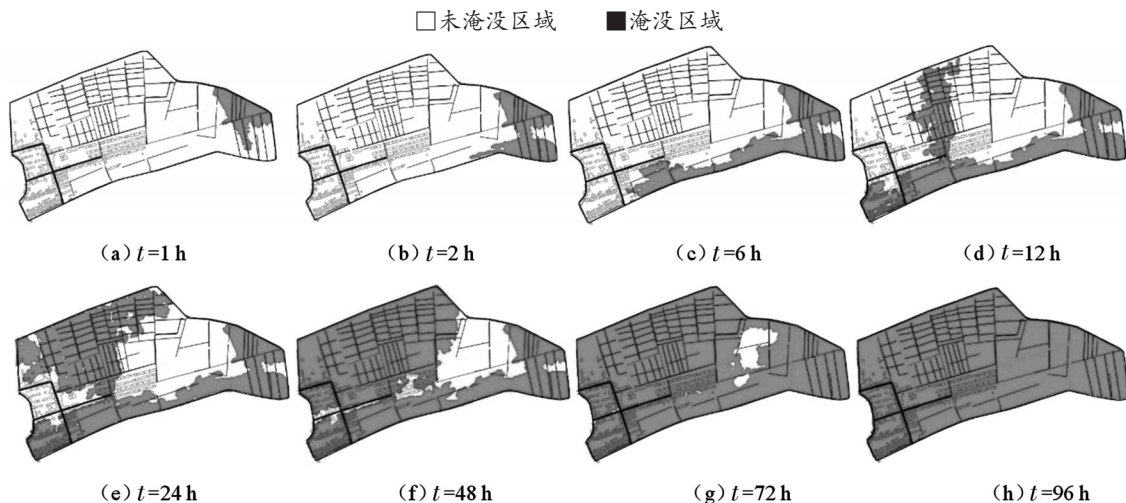 □未淹没区域 ■淹没区域
(a) t=1 h (b) t=2 h (c) t=6 h (d) t=12 h
(e) t=24 h (f) t=48 h (g) t=72 h (h) t=96 h